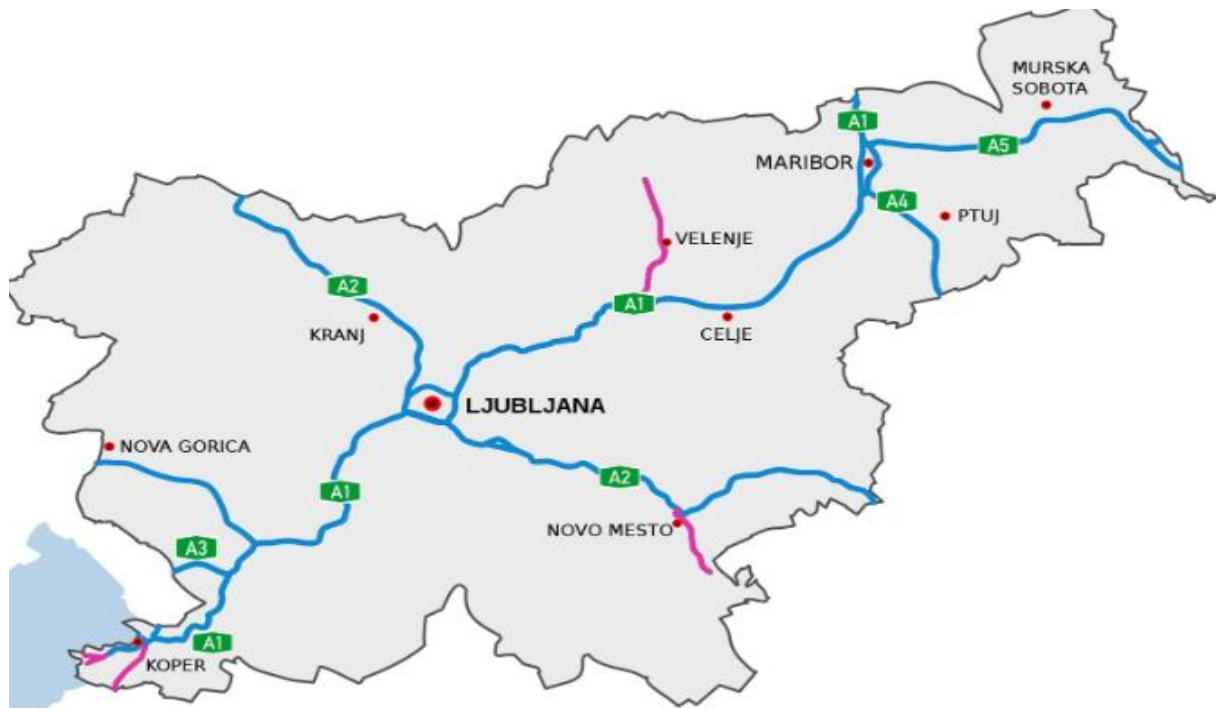 MURSKA
SOBOTA
A1
A5
MARIBOR
A4
PTUJ
VELENJE
A2
A1
KRANJ
CELJE
LJUBLJANA
NOVA GORICA
A2
A1
NOVO MESTO
A3
A1
KOPER